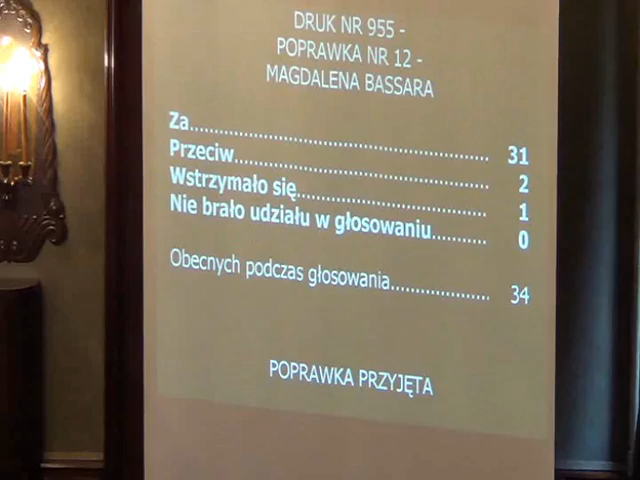 DRUK NR 955 -
POPRAWKA NR 12 -
MAGDALENA BASSARA
Za.................................................. 31
Przeciw.......................................... 2
Wstrzymało się............................... 1
Nie brało udziału w głosowaniu.......... 0
Obecnych podczas głosowania.................. 34
POPRAWKA PRZYJĘTA